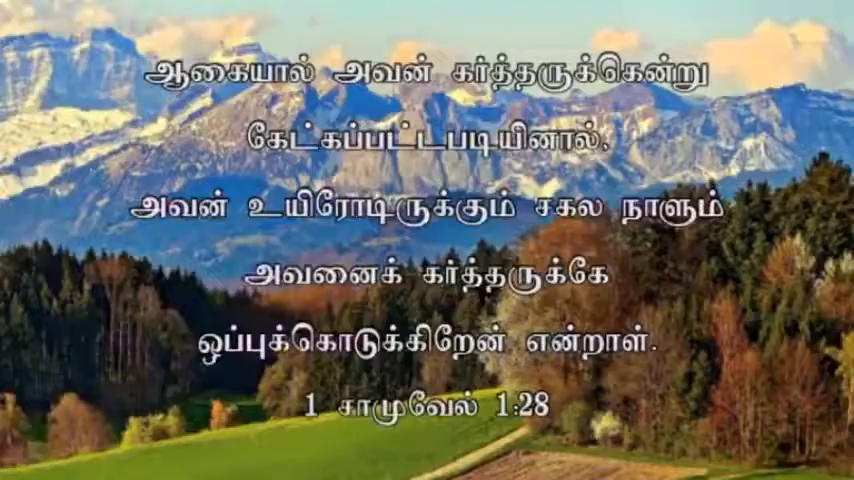 ஆகையால் அவன் கர்த்தருக்கென்று
கேட்கப்பட்டபடியினால்,
அவன் உயிரோடிருக்கும் சகல நாளும்
அவனைக் கர்த்தருக்கே
ஒப்புக்கொடுக்கிறேன் என்றாள்.
1 சாமுவேல் 1:28